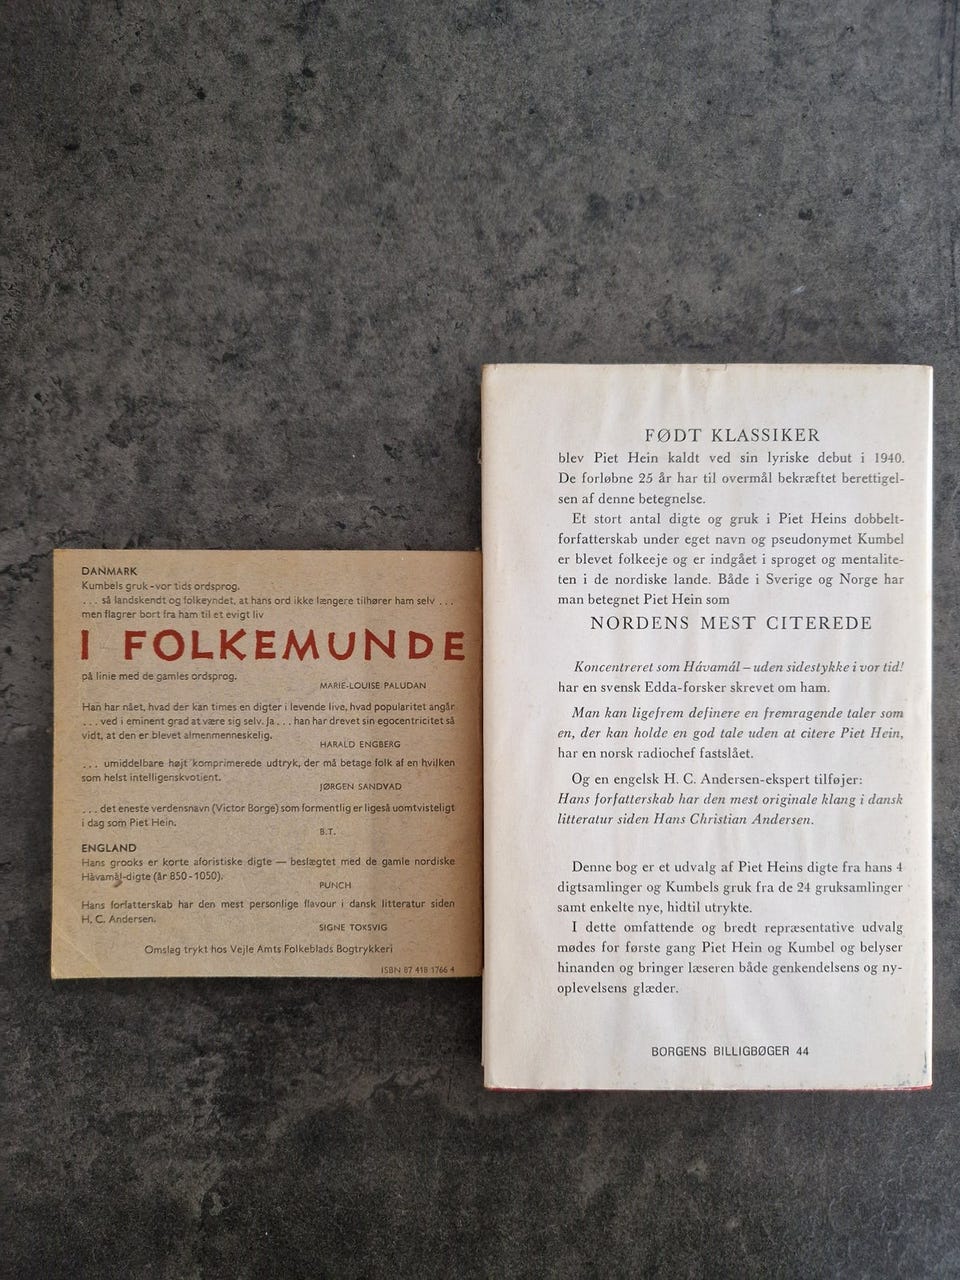 DANMARK
Kumbels gruk - vor tids ordsprog.
. . . så landskendt og folkeyndet, at hans ord ikke længere tilhører ham selv . . .
men flagrer bort fra ham til et evigt liv
I FOLKEMUNDE
på linie med de gamles ordsprog.
MARIE-LOUISE PALUDAN
Han har nået, hvad der kan times en digter i levende live, hvad popularitet angår
. . . ved i eminent grad at være sig selv. Ja . . . han har drevet sin egocentricitet så
vidt, at den er blevet almenmenneskelig.
HARALD ENGBERG
. . . umiddelbare højt komprimerede udtryk, der må betage folk af en hvilken
som helst intelligenskvotient.
JØRGEN SANDVAD
. . . det eneste verdensnavn (Victor Borge) som formentlig er ligeså uomtvisteligt
i dag som Piet Hein.
B.T.
ENGLAND
Hans grooks er korte aforistiske digte — beslægtet med de gamle nordiske
Håvamål-digte (år 850 - 1050).
PUNCH
Hans forfatterskab har den mest personlige flavour i dansk litteratur siden
H. C. Andersen.
SIGNE TOKSVIG
Omslag trykt hos Vejle Amts Folkeblads Bogtrykkeri
ISBN 87 418 1766 4
FØDT KLASSIKER
blev Piet Hein kaldt ved sin lyriske debut i 1940.
De forløbne 25 år har til overmål bekræftet berettigel-
sen af denne betegnelse.
Et stort antal digte og gruk i Piet Heins dobbelt-
forfatterskab under eget navn og pseudonymet Kumbel
er blevet folkeeje og er indgået i sproget og mentalite-
ten i de nordiske lande. Både i Sverige og Norge har
man betegnet Piet Hein som
NORDENS MEST CITEREDE
Koncentreret som Hávamál – uden sidestykke i vor tid!
har en svensk Edda-forsker skrevet om ham.
Man kan ligefrem definere en fremragende taler som
en, der kan holde en god tale uden at citere Piet Hein,
har en norsk radiochef fastslået.
Og en engelsk H. C. Andersen-ekspert tilføjer:
Hans forfatterskab har den mest originale klang i dansk
litteratur siden Hans Christian Andersen.
Denne bog er et udvalg af Piet Heins digte fra hans 4
digtsamlinger og Kumbels gruk fra de 24 gruksamlinger
samt enkelte nye, hidtil utrykte.
I dette omfattende og bredt repræsentative udvalg
mødes for første gang Piet Hein og Kumbel og belyser
hinanden og bringer læseren både genkendelsens og ny-
oplevelsens glæder.
BORGENS BILLIGBØGER 44